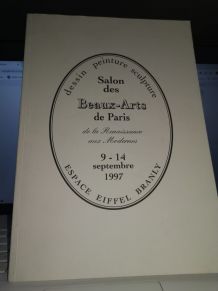 dessin peinture sculpture
Salon
des
Beaux-Arts
de Paris
de la Renaissance
aux Modernes
9 - 14
septembre
1997
ESPACE EIFFEL BRANLY